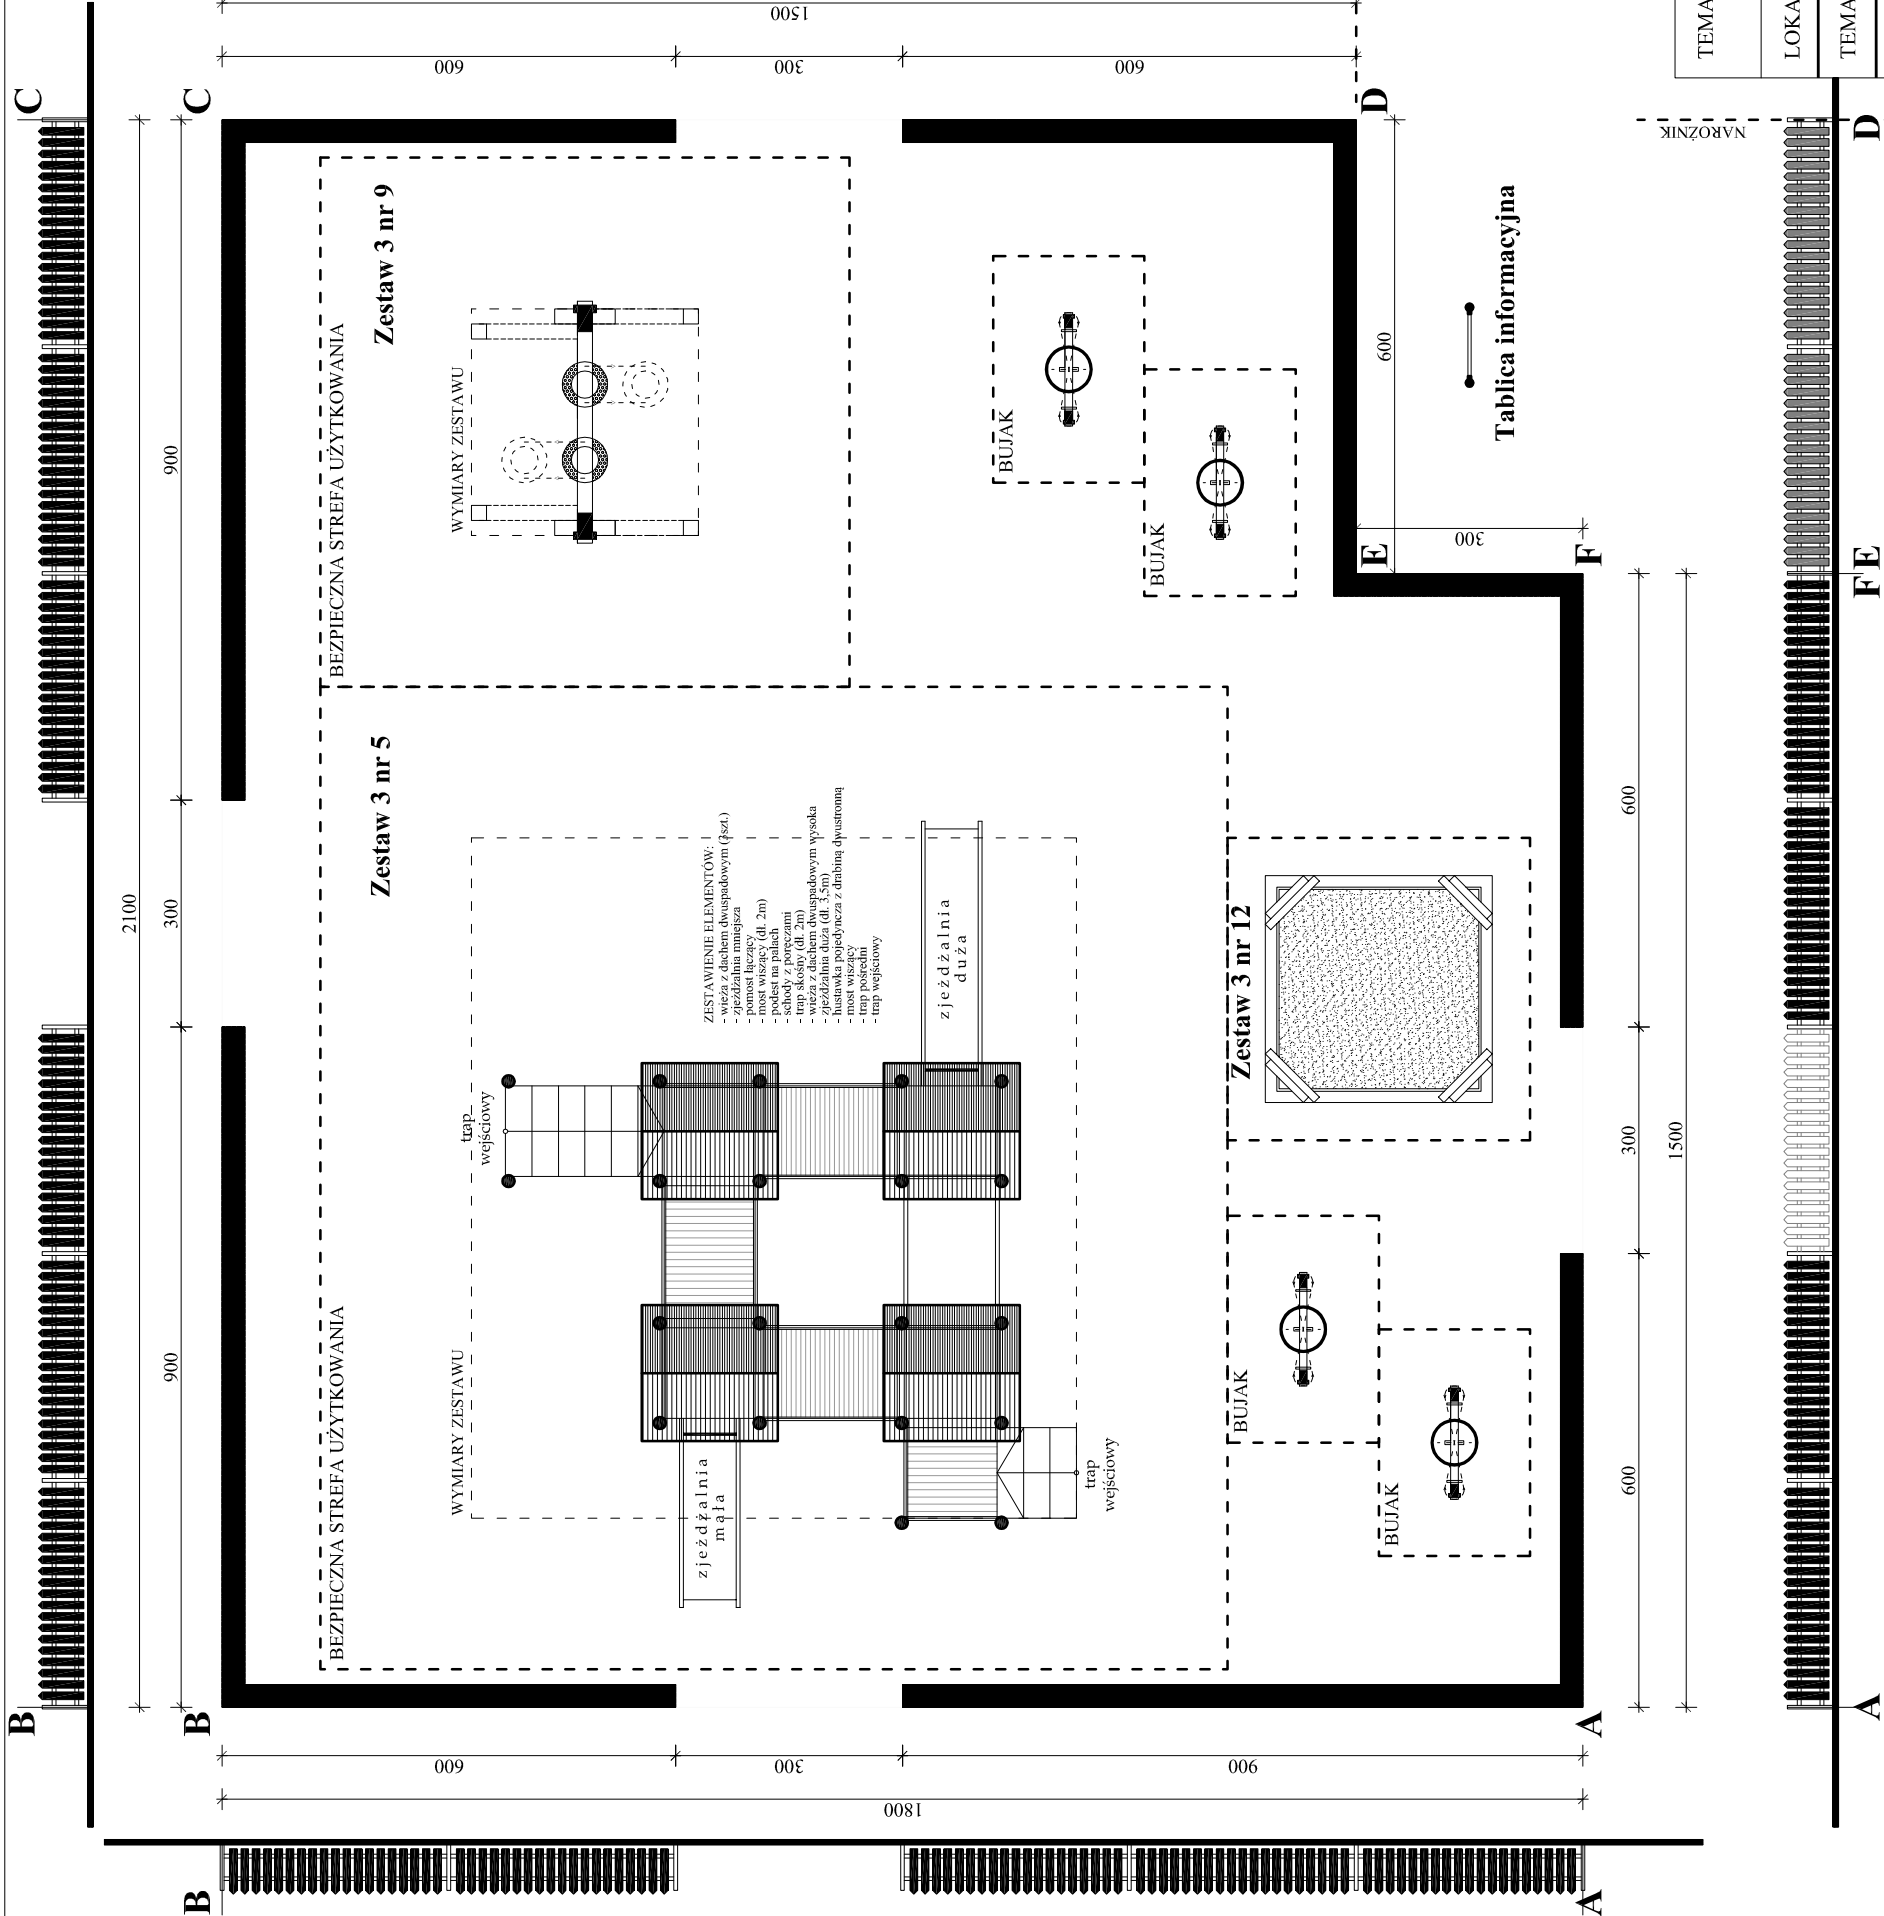 C
1500
C
600
300
600
D
TEMA
LOKA
TEMA
NAROŻNIK
D
Zestaw 3 nr 9
BEZPIECZNA STREFA UŻYTKOWANIA
WYMIARY ZESTAWU
BUJAK
BUJAK
Tablica informacyjna
600
E
300
F
F E
900
2100
300
900
Zestaw 3 nr 5
BEZPIECZNA STREFA UŻYTKOWANIA
WYMIARY ZESTAWU
ZESTAWIENIE ELEMENTÓW:
- wieża z dachem dwuspadowym (3szt.)
- zjeżdżalnia mniejsza
- pomost łączący
- most wiszący (dł. 2m)
- podest na palach
- schody z poręczami
- trap skośny (dł. 2m)
- wieża z dachem dwuspadowym wysoka
- zjeżdżalnia duża (dł. 3,5m)
- huśtawka pojedyncza z drabiną dwustronną
- most wiszący
- trap pośredni
- trap wejściowy
zjeżdżalnia
duża
trap
wejściowy
zjeżdżalnia
mała
trap
wejściowy
Zestaw 3 nr 12
BUJAK
BUJAK
600
300
600
1500
B
B
A
A
600
300
900
1800
B
A